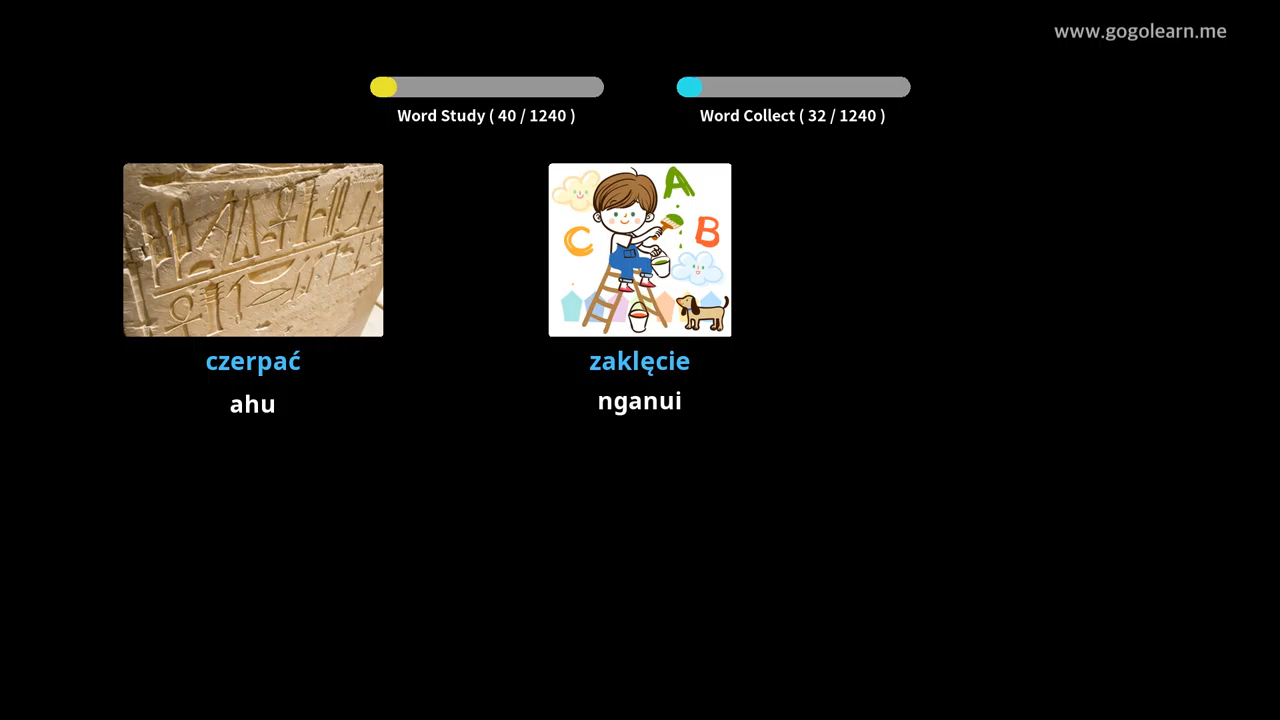 www.gogolearn.me
Word Study ( 40 / 1240 )
Word Collect ( 32 / 1240 )
A
B
C
czerpać
zaklęcie
ahu
nganui